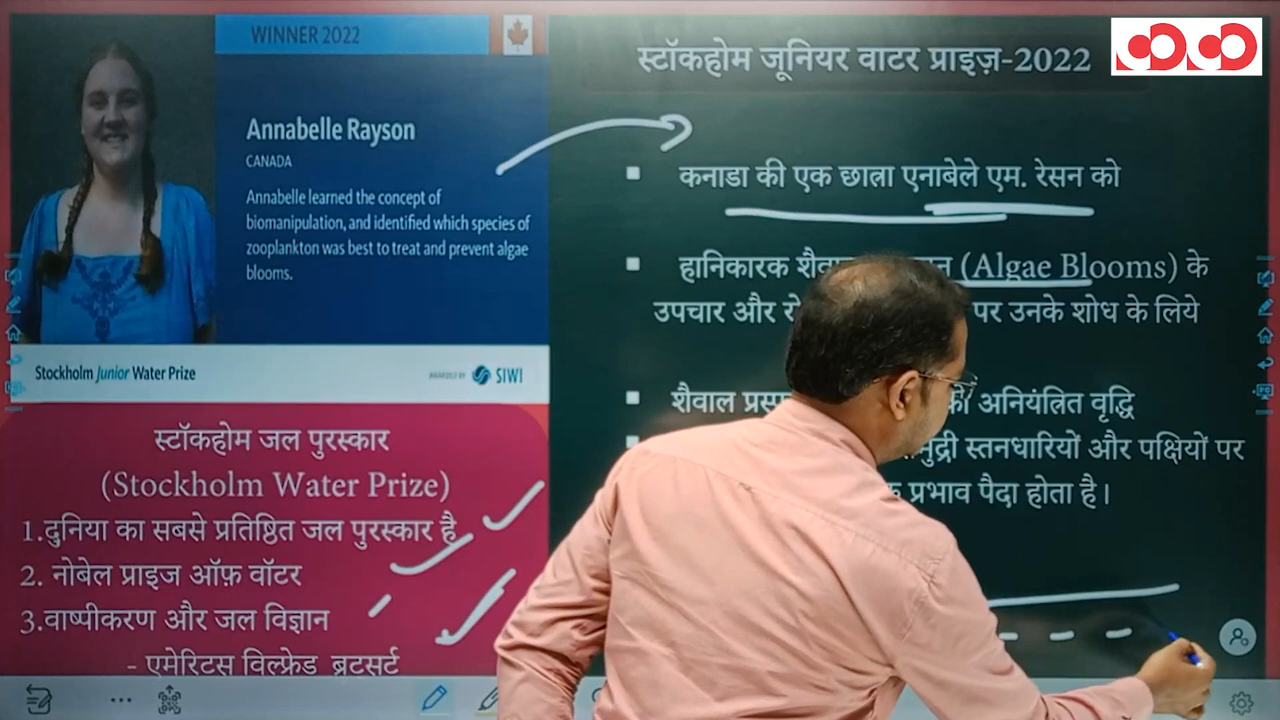 WINNER 2022
Annabelle Rayson
CANADA
Annabelle learned the concept of
biomanipulation, and identified which species of
zooplankton was best to treat and prevent algae
blooms.
Stockholm Junior Water Prize
AWARDED BY SIWI
स्टॉकहोम जल पुरस्कार
(Stockholm Water Prize)
1.दुनिया का सबसे प्रतिष्ठित जल पुरस्कार है
2. नोबेल प्राइज ऑफ़ वॉटर
3.वाष्पीकरण और जल विज्ञान
- एमेरिटस विल्फ्रेड ब्रटसर्ट
स्टॉकहोम जूनियर वाटर प्राइज़-2022
▪ कनाडा की एक छात्रा एनाबेले एम. रेसन को
▪ हानिकारक (Algae Blooms) के
उपचार और पर उनके शोध के लिये
▪ शैवाल अनियंत्रित वृद्धि
स्तनधारियों और पक्षियों पर
प्रभाव पैदा होता है।